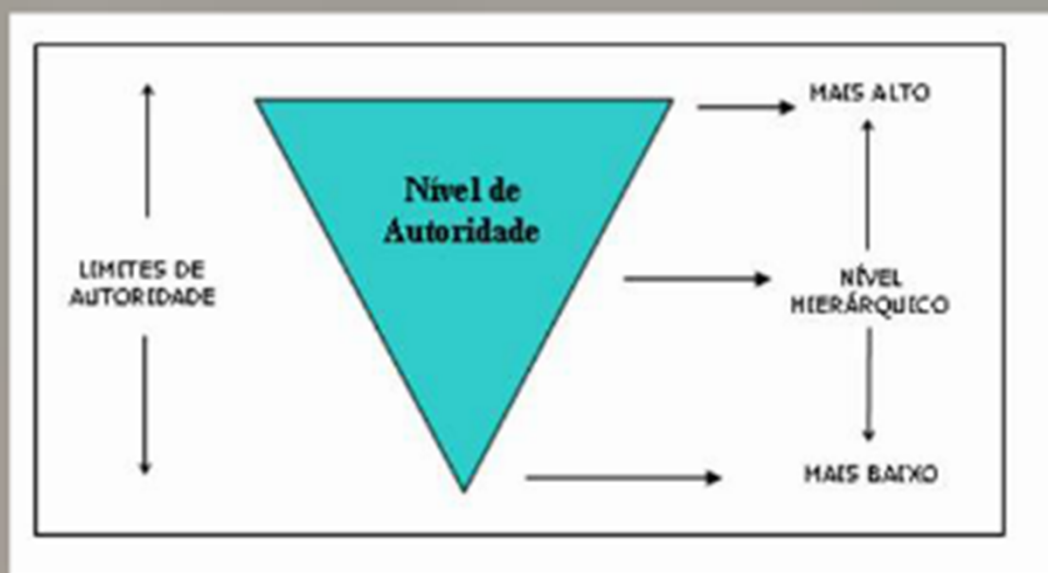 MAIS ALTO
Nível de
Autoridade
LIMITES DE
AUTORIDADE
NÍVEL
HIERÁRQUICO
MAIS BAIXO